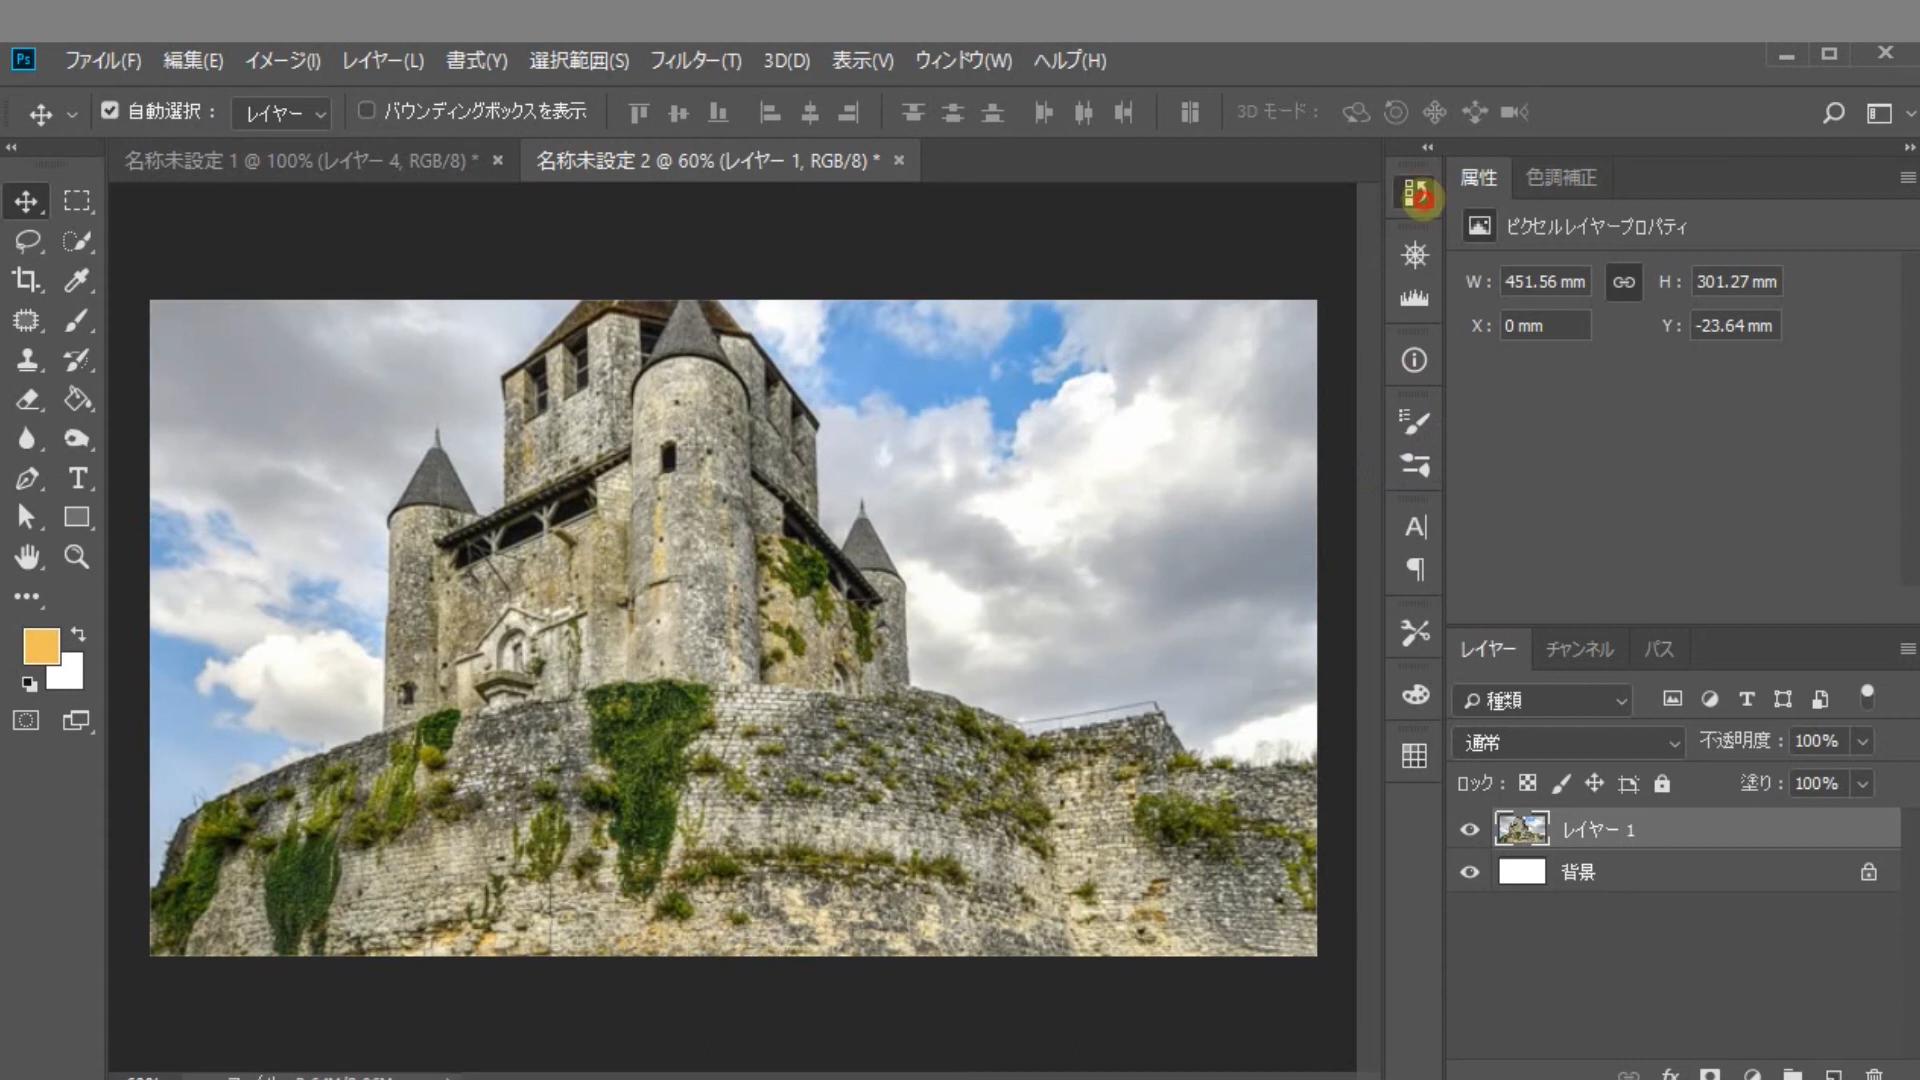 Ps ファイル(F) 編集(E) イメージ(I) レイヤー(L) 書式(Y) 選択範囲(S) フィルター(T) 3D(D) 表示(V) ウィンドウ(W) ヘルプ(H)
自動選択： レイヤー バウンディングボックスを表示 3D モード：
名称未設定 1 @ 100% (レイヤー 4, RGB/8) * × 名称未設定 2 @ 60% (レイヤー 1, RGB/8) * ×
属性 色調補正
ピクセルレイヤープロパティ
W： 451.56 mm H： 301.27 mm
X： 0 mm Y： -23.64 mm
レイヤー チャンネル パス
種類
通常 不透明度： 100%
ロック： 塗り： 100%
レイヤー 1
背景